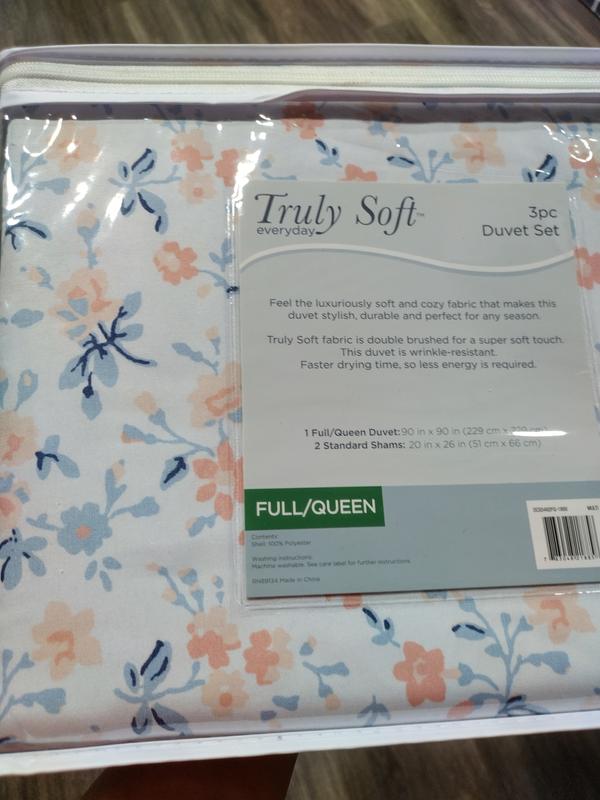 Truly Soft™
everyday
3pc
Duvet Set
Feel the luxuriously soft and cozy fabric that makes this
duvet stylish, durable and perfect for any season.
Truly Soft fabric is double brushed for a super soft touch.
This duvet is wrinkle-resistant.
Faster drying time, so less energy is required.
1 Full/Queen Duvet: 90 in x 90 in (229 cm x 229 cm)
2 Standard Shams: 20 in x 26 in (51 cm x 66 cm)
FULL/QUEEN
Contents:
Shell: 100% Polyester
Washing Instructions:
Machine washable. See care label for further instructions.
Made in China
MULTI